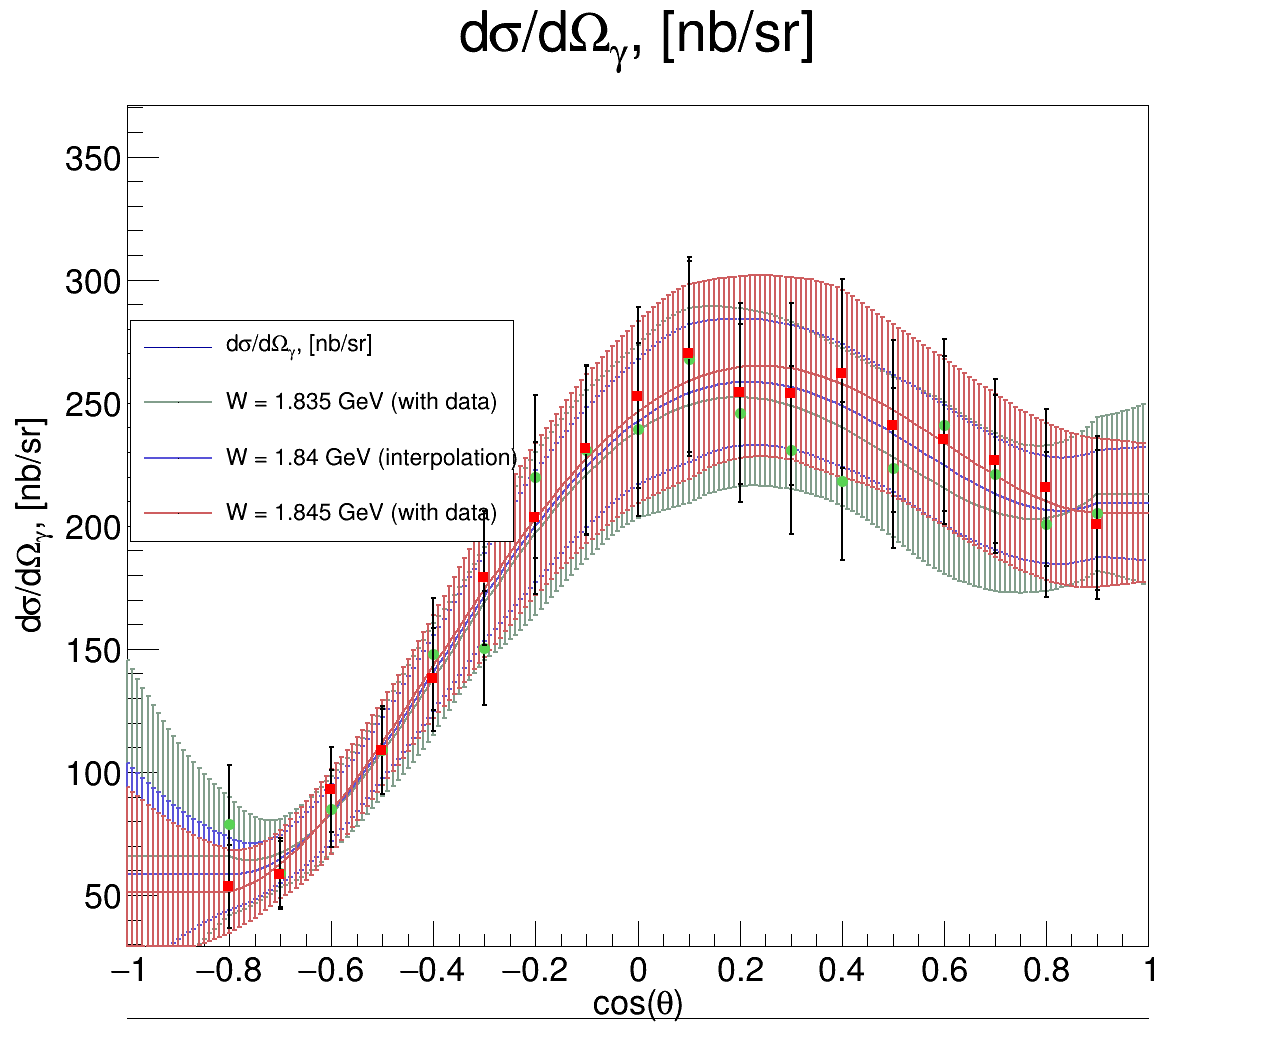 dσ/dΩγ, [nb/sr]
350
300
250
200
150
100
50
dσ/dΩγ, [nb/sr]
dσ/dΩγ, [nb/sr]
W = 1.835 GeV (with data)
W = 1.84 GeV (interpolation)
W = 1.845 GeV (with data)
−1 −0.8 −0.6 −0.4 −0.2 0 0.2 0.4 0.6 0.8 1
cos(θ)